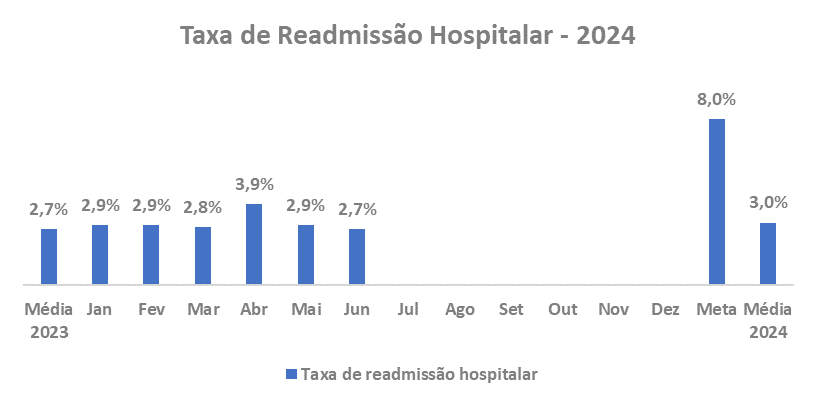 Taxa de Readmissão Hospitalar - 2024
8,0%
3,9%
2,7% 2,9% 2,9% 2,8% 2,9% 2,7% 3,0%
Média Jan Fev Mar Abr Mai Jun Jul Ago Set Out Nov Dez Meta Média
2023 2024
Taxa de readmissão hospitalar